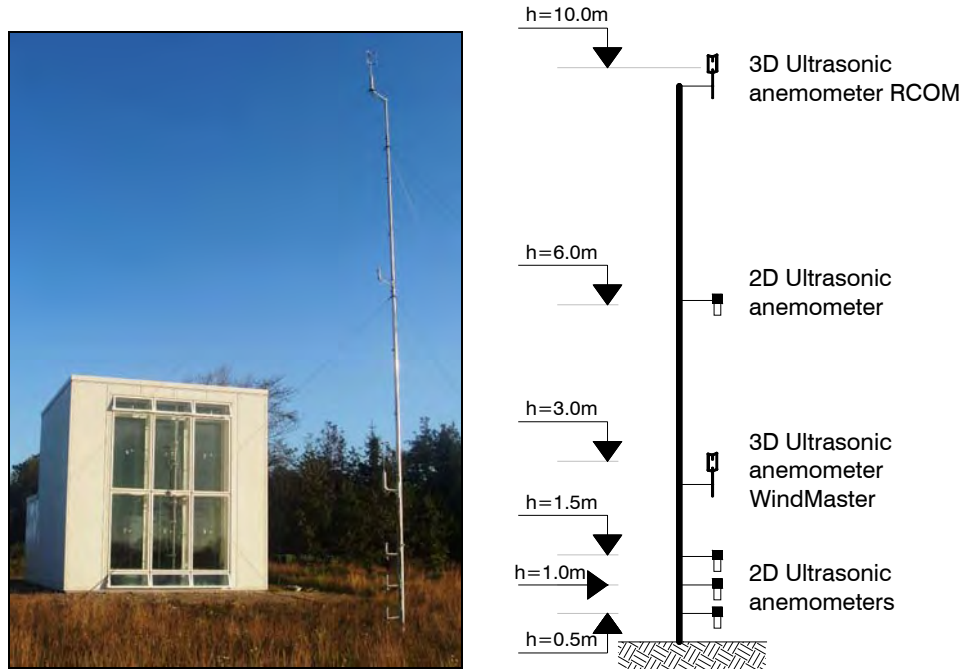 h=10.0m
3D Ultrasonic
anemometer RCOM
h=6.0m
2D Ultrasonic
anemometer
h=3.0m
3D Ultrasonic
anemometer
WindMaster
h=1.5m
h=1.0m
2D Ultrasonic
anemometers
h=0.5m